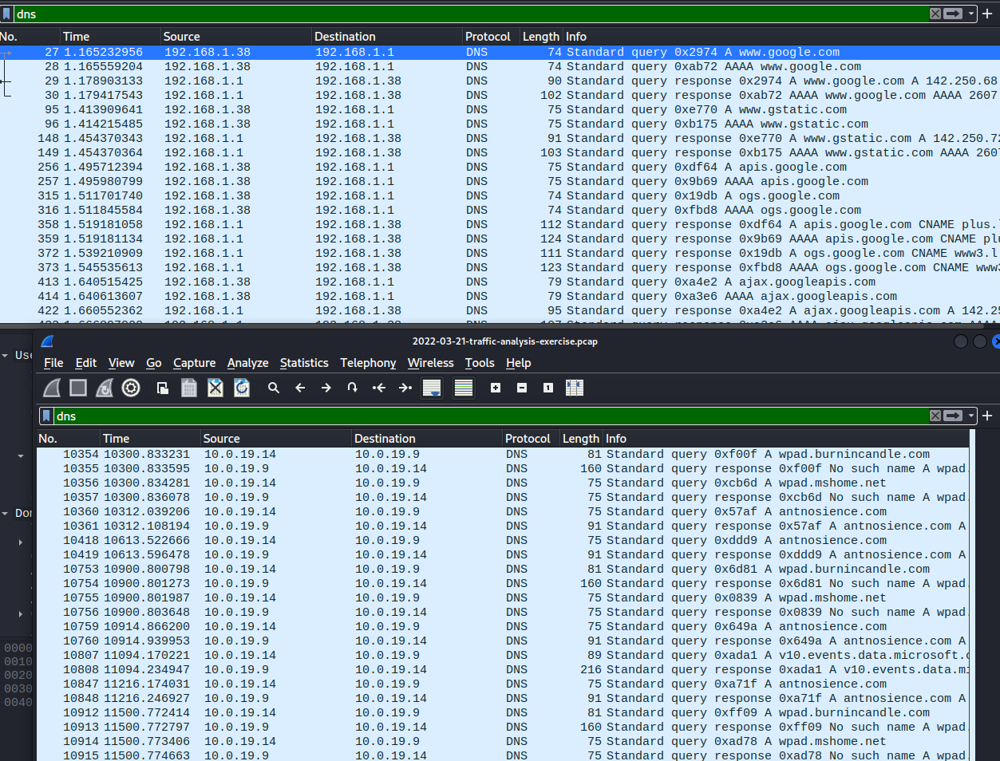 dns
No. Time Source Destination Protocol Length Info
27 1.165232956 192.168.1.38 192.168.1.1 DNS 74 Standard query 0x2974 A www.google.com
28 1.165559204 192.168.1.38 192.168.1.1 DNS 74 Standard query 0xab72 AAAA www.google.com
29 1.178903133 192.168.1.1 192.168.1.38 DNS 90 Standard query response 0x2974 A www.google.com A 142.250.68
30 1.179417543 192.168.1.1 192.168.1.38 DNS 102 Standard query response 0xab72 AAAA www.google.com AAAA 2607
95 1.413909641 192.168.1.38 192.168.1.1 DNS 75 Standard query 0xe770 A www.gstatic.com
96 1.414215485 192.168.1.38 192.168.1.1 DNS 75 Standard query 0xb175 AAAA www.gstatic.com
148 1.454370343 192.168.1.1 192.168.1.38 DNS 91 Standard query response 0xe770 A www.gstatic.com A 142.250.72
149 1.454370364 192.168.1.1 192.168.1.38 DNS 103 Standard query response 0xb175 AAAA www.gstatic.com AAAA 2607
256 1.495712394 192.168.1.38 192.168.1.1 DNS 75 Standard query 0xdf64 A apis.google.com
257 1.495980799 192.168.1.38 192.168.1.1 DNS 75 Standard query 0x9b69 AAAA apis.google.com
315 1.511701740 192.168.1.38 192.168.1.1 DNS 74 Standard query 0x19db A ogs.google.com
316 1.511845584 192.168.1.38 192.168.1.1 DNS 74 Standard query 0xfbd8 AAAA ogs.google.com
358 1.519181058 192.168.1.1 192.168.1.38 DNS 112 Standard query response 0xdf64 A apis.google.com CNAME plus.
359 1.519181134 192.168.1.1 192.168.1.38 DNS 124 Standard query response 0x9b69 AAAA apis.google.com CNAME plu
372 1.539210909 192.168.1.1 192.168.1.38 DNS 111 Standard query response 0x19db A ogs.google.com CNAME www3.l
373 1.545535613 192.168.1.1 192.168.1.38 DNS 123 Standard query response 0xfbd8 AAAA ogs.google.com CNAME www3
413 1.640515425 192.168.1.38 192.168.1.1 DNS 79 Standard query 0xa4e2 A ajax.googleapis.com
414 1.640613607 192.168.1.38 192.168.1.1 DNS 79 Standard query 0xa3e6 AAAA ajax.googleapis.com
422 1.660552362 192.168.1.1 192.168.1.38 DNS 95 Standard query response 0xa4e2 A ajax.googleapis.com A 142.25
2022-03-21-traffic-analysis-exercise.pcap
Use
File Edit View Go Capture Analyze Statistics Telephony Wireless Tools Help
dns
No. Time Source Destination Protocol Length Info
10354 10300.833231 10.0.19.14 10.0.19.9 DNS 81 Standard query 0xf00f A wpad.burnincandle.com
10355 10300.833595 10.0.19.9 10.0.19.14 DNS 160 Standard query response 0xf00f No such name A wpad.
10356 10300.834281 10.0.19.14 10.0.19.9 DNS 75 Standard query 0xcb6d A wpad.mshome.net
10357 10300.836078 10.0.19.9 10.0.19.14 DNS 75 Standard query response 0xcb6d No such name A wpad.
10360 10312.039206 10.0.19.14 10.0.19.9 DNS 75 Standard query 0x57af A antnosience.com
Dor
10361 10312.108194 10.0.19.9 10.0.19.14 DNS 91 Standard query response 0x57af A antnosience.com A
10418 10613.522666 10.0.19.14 10.0.19.9 DNS 75 Standard query 0xddd9 A antnosience.com
10419 10613.596478 10.0.19.9 10.0.19.14 DNS 91 Standard query response 0xddd9 A antnosience.com A
10753 10900.800798 10.0.19.14 10.0.19.9 DNS 81 Standard query 0x6d81 A wpad.burnincandle.com
10754 10900.801273 10.0.19.9 10.0.19.14 DNS 160 Standard query response 0x6d81 No such name A wpad.
10755 10900.801987 10.0.19.14 10.0.19.9 DNS 75 Standard query 0x0839 A wpad.mshome.net
10756 10900.803648 10.0.19.9 10.0.19.14 DNS 75 Standard query response 0x0839 No such name A wpad.
10759 10914.866200 10.0.19.14 10.0.19.9 DNS 75 Standard query 0x649a A antnosience.com
10760 10914.939953 10.0.19.9 10.0.19.14 DNS 91 Standard query response 0x649a A antnosience.com A
0000
10807 11094.170221 10.0.19.14 10.0.19.9 DNS 89 Standard query 0xada1 A v10.events.data.microsoft.c
0010
10808 11094.234947 10.0.19.9 10.0.19.14 DNS 216 Standard query response 0xada1 A v10.events.data.mi
0020
10847 11216.174031 10.0.19.14 10.0.19.9 DNS 75 Standard query 0xa71f A antnosience.com
0030
10848 11216.246927 10.0.19.9 10.0.19.14 DNS 91 Standard query response 0xa71f A antnosience.com A
0040
10912 11500.772414 10.0.19.14 10.0.19.9 DNS 81 Standard query 0xff09 A wpad.burnincandle.com
10913 11500.772797 10.0.19.9 10.0.19.14 DNS 160 Standard query response 0xff09 No such name A wpad.
10914 11500.773406 10.0.19.14 10.0.19.9 DNS 75 Standard query 0xad78 A wpad.mshome.net
10915 11500.774663 10.0.19.9 10.0.19.14 DNS 75 Standard query response 0xad78 No such name A wpad.